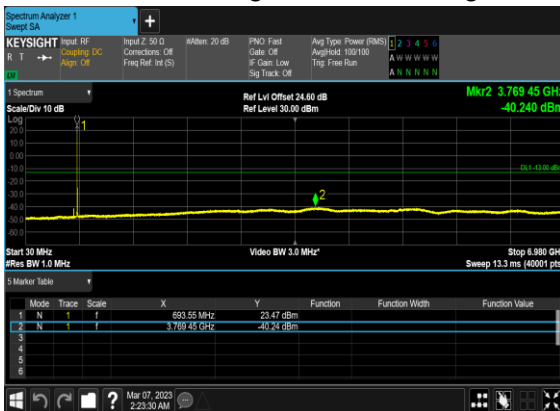 Spectrum Analyzer 1
Swept SA
KEYSIGHT Input: RF Input Z: 50 Ω #Atten: 20 dB PNO: Fast Avg Type: Power (RMS) 1 2 3 4 5 6
R T Coupling: DC Corrections: Off Gate: Off Avg|Hold: 100/100 A W W W W W
Align: Off Freq Ref: Int (S) IF Gain: Low Trig: Free Run
Sig Track: Off A N N N N N
LV
1 Spectrum Ref Lvl Offset 24.60 dB Mkr2 3.769 45 GHz
Scale/Div 10 dB Ref Level 30.00 dBm -40.240 dBm
Log
1
20.0
10.0
0.00
-10.0 DL1 -13.00 dBm
-20.0
-30.0
2
-40.0
-50.0
-60.0
Start 30 MHz Video BW 3.0 MHz* Stop 6.980 GH
#Res BW 1.0 MHz Sweep 13.3 ms (40001 pts
5 Marker Table
Mode Trace Scale X Y Function Function Width Function Value
1 N 1 f 693.55 MHz 23.47 dBm
2 N 1 f 3.769 45 GHz -40.24 dBm
3
4
5
6
? Mar 07, 2023
2:23:30 AM